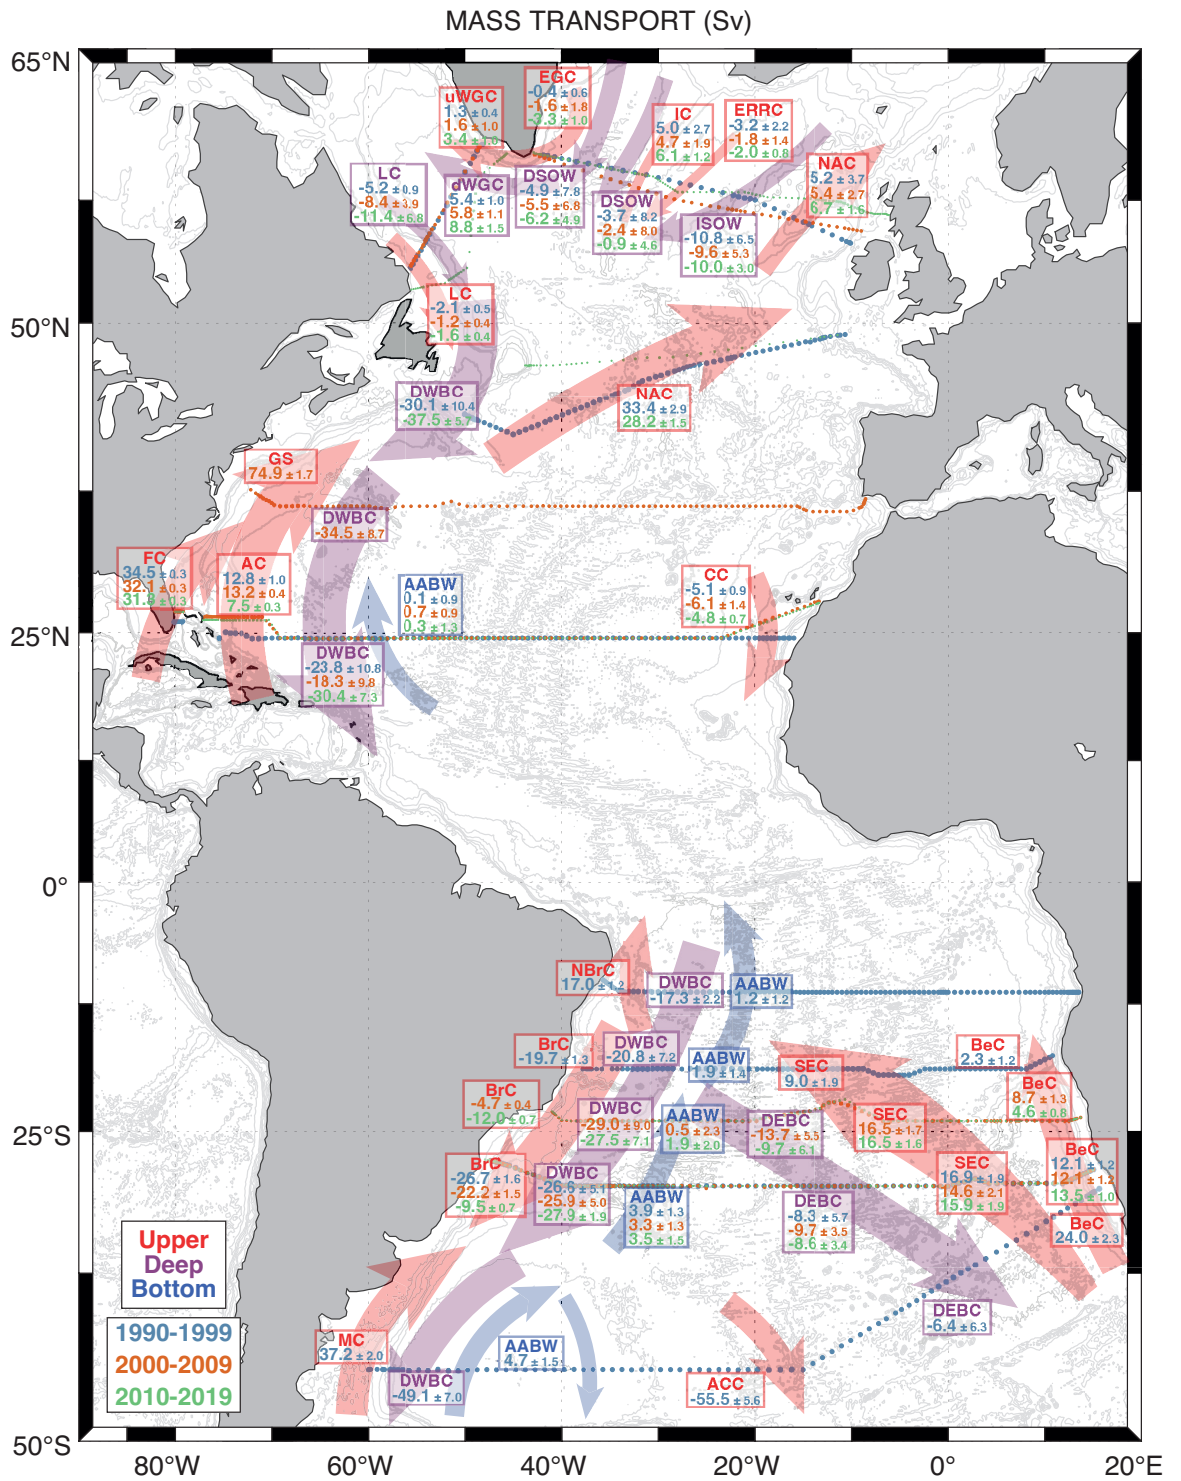 MASS TRANSPORT (Sv)
65°N
50°N
25°N
0°
25°S
50°S
80°W
60°W
40°W
20°W
0°
20°E
EGC
-0.4 ± 0.6
-1.6 ± 1.8
-3.3 ± 1.0
uWGC
1.3 ± 0.4
1.6 ± 1.0
3.4 ± 1.6
IC
5.0 ± 2.7
4.7 ± 1.9
6.1 ± 1.2
ERRC
-3.2 ± 2.2
-1.8 ± 1.4
-2.0 ± 0.8
NAC
5.2 ± 3.7
5.4 ± 2.7
6.7 ± 1.6
LC
-5.2 ± 0.9
-8.4 ± 3.9
-11.4 ± 6.8
dWGC
5.4 ± 1.0
5.8 ± 1.1
8.8 ± 1.5
DSOW
-4.9 ± 7.8
-5.5 ± 6.8
-6.2 ± 4.9
DSOW
-3.7 ± 8.2
-2.4 ± 8.0
-0.9 ± 4.6
ISOW
-10.8 ± 6.5
-9.6 ± 5.3
-10.0 ± 3.0
LC
-2.1 ± 0.5
-1.2 ± 0.4
-1.6 ± 0.4
DWBC
-30.1 ± 10.4
-37.5 ± 5.7
NAC
33.4 ± 2.9
28.2 ± 1.5
GS
74.9 ± 1.7
DWBC
-34.5 ± 8.7
FC
34.5 ± 0.3
32.1 ± 0.3
31.8 ± 0.3
AC
12.8 ± 1.0
13.2 ± 0.4
7.5 ± 0.3
AABW
0.1 ± 0.9
0.7 ± 0.9
0.3 ± 1.3
CC
-5.1 ± 0.9
-6.1 ± 1.4
-4.8 ± 0.7
DWBC
-23.8 ± 10.8
-18.3 ± 9.8
-30.4 ± 7.3
NBrC
17.0 ± 1.2
DWBC
-17.3 ± 2.2
AABW
1.2 ± 1.2
BrC
-19.7 ± 1.3
DWBC
-20.8 ± 7.2
AABW
1.9 ± 1.4
SEC
9.0 ± 1.9
BeC
2.3 ± 1.2
BrC
-4.7 ± 0.4
-12.0 ± 0.7
DWBC
-29.0 ± 9.0
-27.5 ± 7.1
AABW
0.5 ± 2.3
1.9 ± 2.0
DEBC
-13.7 ± 5.5
-9.7 ± 6.1
SEC
16.5 ± 1.7
16.5 ± 1.6
BeC
8.7 ± 1.3
4.6 ± 0.8
BrC
-26.7 ± 1.6
-22.2 ± 1.5
-9.5 ± 0.7
DWBC
-26.6 ± 5.1
-25.9 ± 5.0
-27.9 ± 1.9
AABW
3.9 ± 1.3
3.3 ± 1.3
3.5 ± 1.5
DEBC
-8.3 ± 5.7
-9.7 ± 3.5
-8.6 ± 3.4
SEC
16.9 ± 1.9
14.6 ± 2.1
15.9 ± 1.9
BeC
12.1 ± 1.2
12.1 ± 1.2
13.5 ± 1.0
BeC
24.0 ± 2.3
DEBC
-6.4 ± 6.3
MC
37.2 ± 2.0
DWBC
-49.1 ± 7.0
AABW
4.7 ± 1.5
ACC
-55.5 ± 5.6
Upper
Deep
Bottom
1990-1999
2000-2009
2010-2019